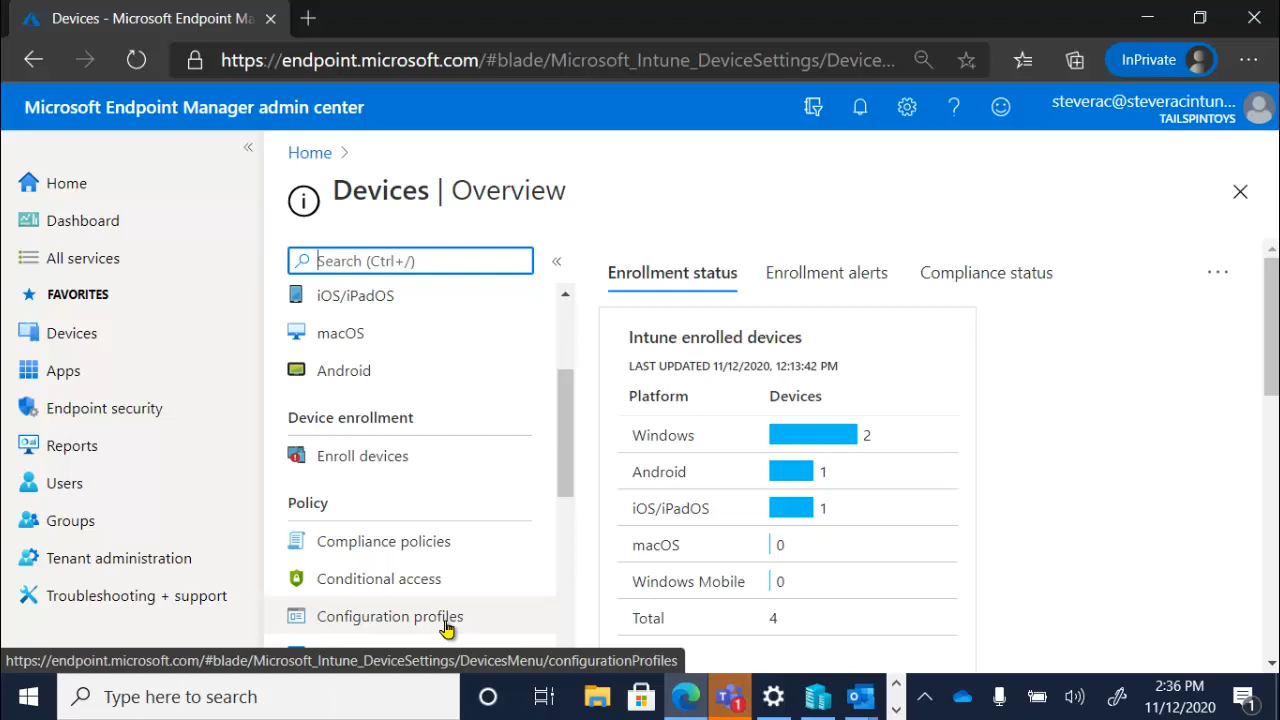 Devices - Microsoft Endpoint Ma
https://endpoint.microsoft.com/#blade/Microsoft_Intune_DeviceSettings/Device...
InPrivate
Microsoft Endpoint Manager admin center
steverac@steveracintun...
TAILSPINTOYS
Home
Dashboard
All services
FAVORITES
Devices
Apps
Endpoint security
Reports
Users
Groups
Tenant administration
Troubleshooting + support
Home >
Devices | Overview
Search (Ctrl+/)
iOS/iPadOS
macOS
Android
Device enrollment
Enroll devices
Policy
Compliance policies
Conditional access
Configuration profiles
Enrollment status Enrollment alerts Compliance status
Intune enrolled devices
LAST UPDATED 11/12/2020, 12:13:42 PM
Platform Devices
Windows 2
Android 1
iOS/iPadOS 1
macOS 0
Windows Mobile 0
Total 4
https://endpoint.microsoft.com/#blade/Microsoft_Intune_DeviceSettings/DevicesMenu/configurationProfiles
Type here to search
1
2:36 PM
11/12/2020
1